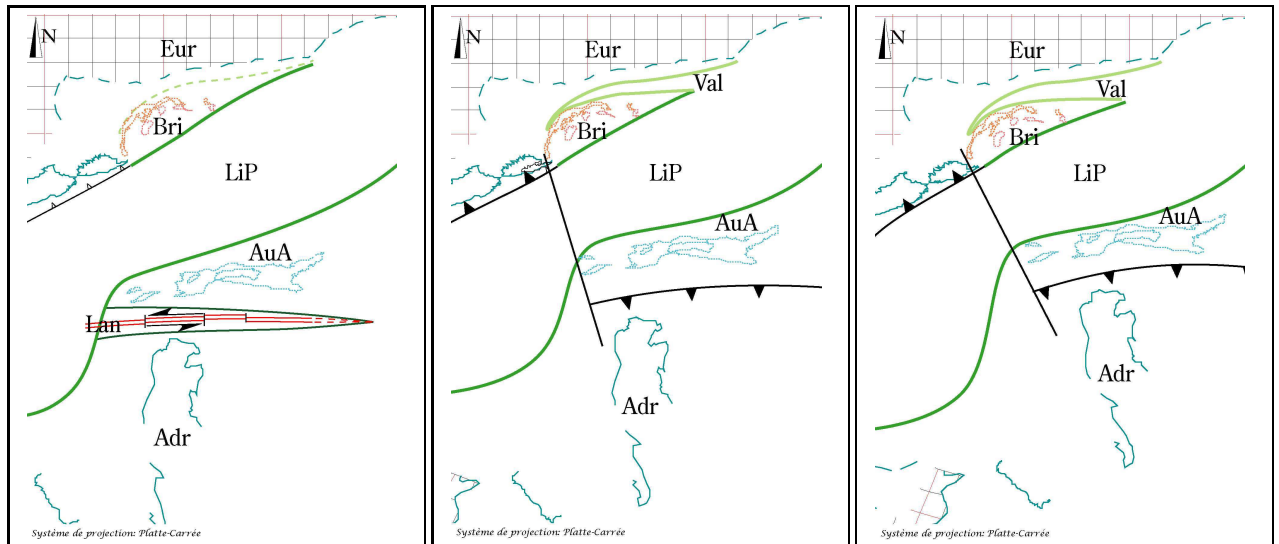 N
Eur
Bri
LiP
AuA
Lan
Adr
Système de projection: Platte-Carrée
N
Eur
Val
Bri
LiP
AuA
Adr
Système de projection: Platte-Carrée
N
Eur
Val
Bri
LiP
AuA
Adr
Système de projection: Platte-Carrée